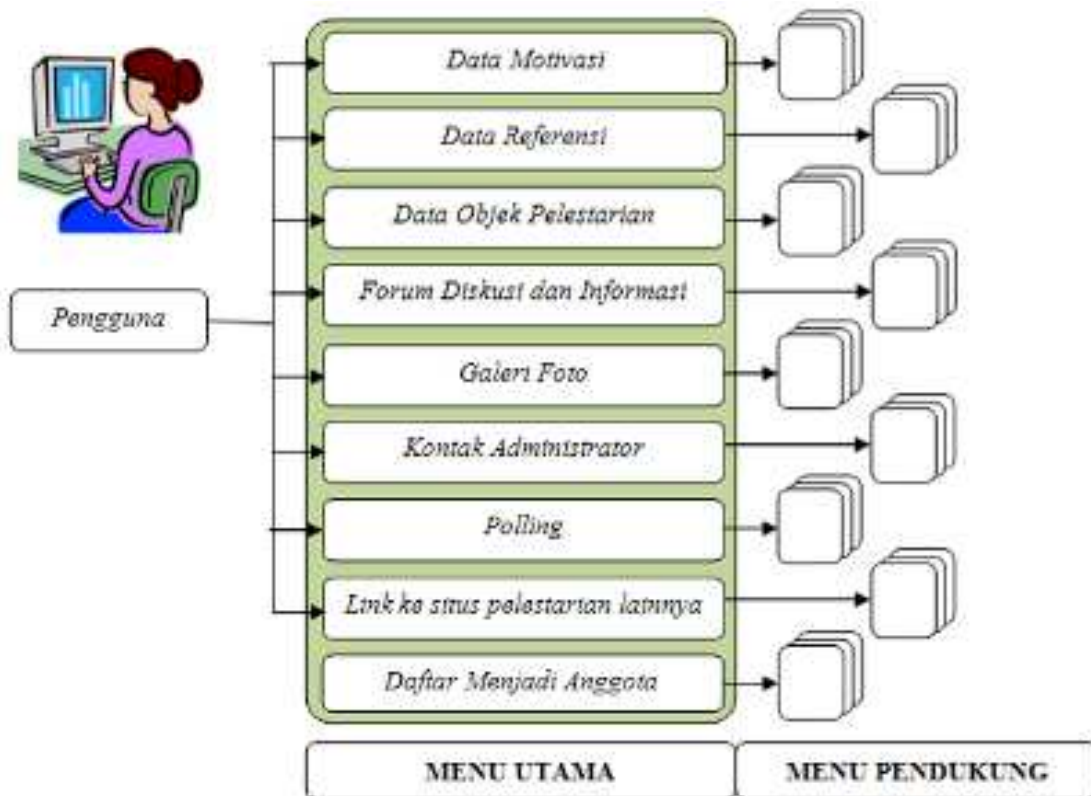 Data Motivasi
Data Referensi
Data Objek Pelestarian
Pengguna
Forum Diskusi dan Informasi
Galeri Foto
Kontak Administrator
Polling
Link ke situs pelestarian lainnya
Daftar Menjadi Anggota
MENU UTAMA
MENU PENDUKUNG